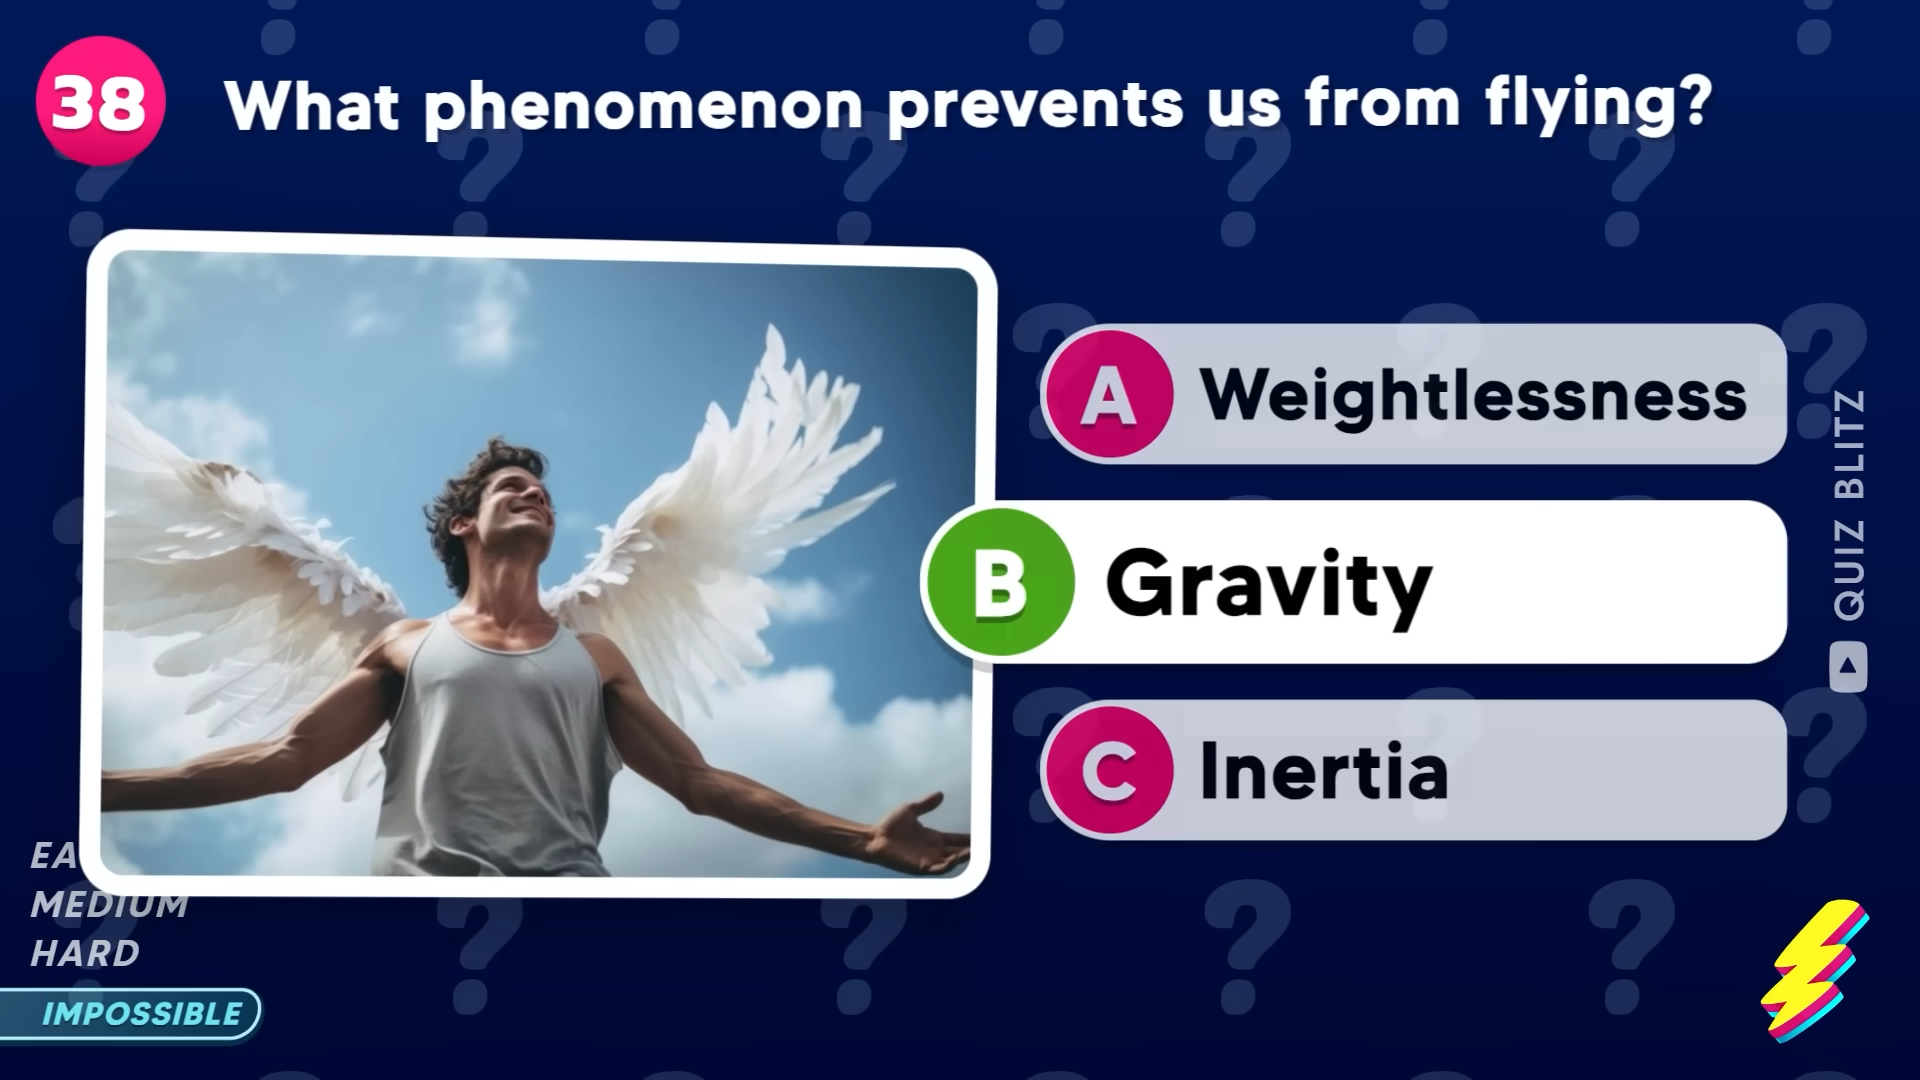 38
What phenomenon prevents us from flying?
A Weightlessness
B Gravity
C Inertia
QUIZ BLITZ
EA
MEDIUM
HARD
IMPOSSIBLE